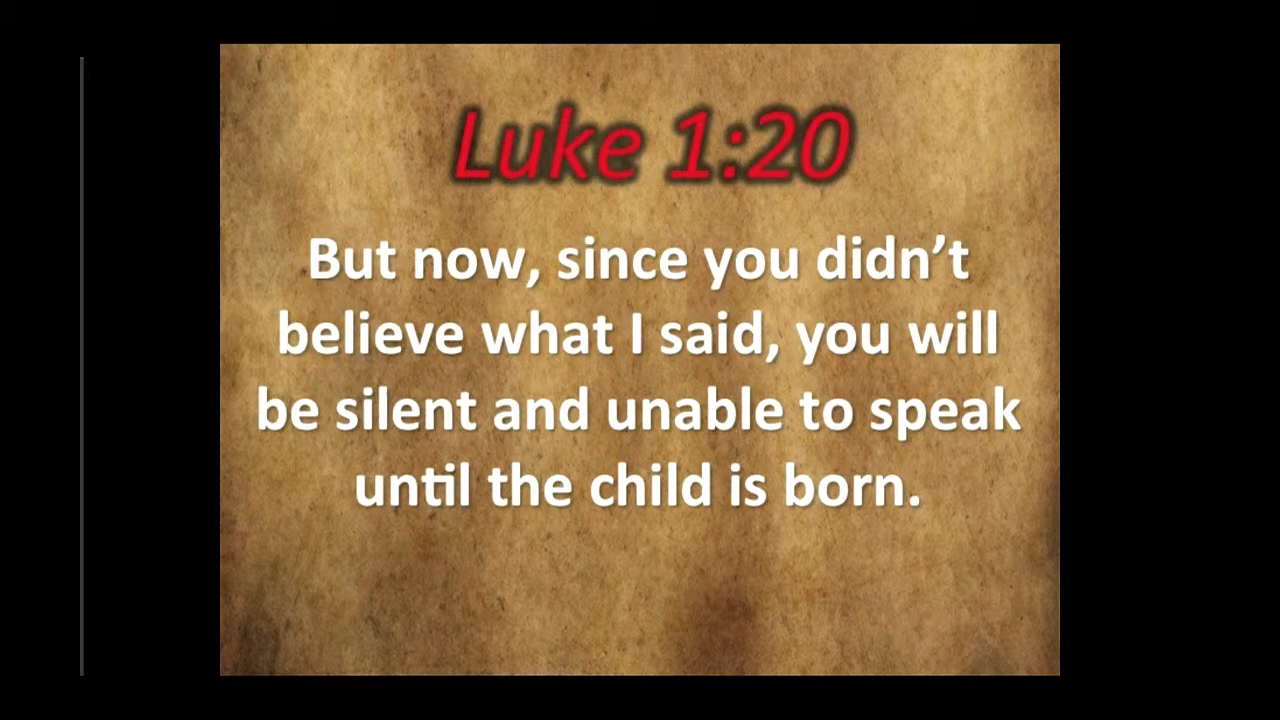 Luke 1:20
But now, since you didn’t
believe what I said, you will
be silent and unable to speak
until the child is born.